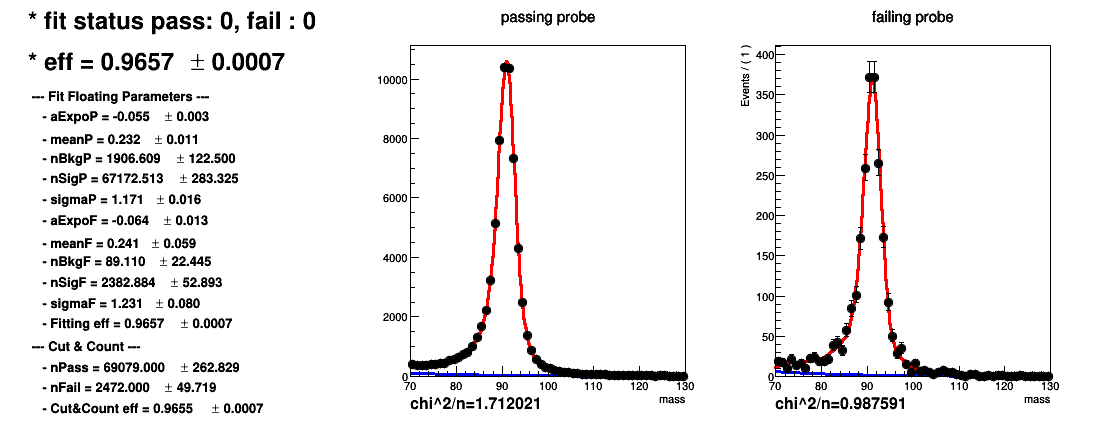 * fit status pass: 0, fail : 0
* eff = 0.9657 ± 0.0007
--- Fit Floating Parameters ---
- aExpoP = -0.055 ± 0.003
- meanP = 0.232 ± 0.011
- nBkgP = 1906.609 ± 122.500
- nSigP = 67172.513 ± 283.325
- sigmaP = 1.171 ± 0.016
- aExpoF = -0.064 ± 0.013
- meanF = 0.241 ± 0.059
- nBkgF = 89.110 ± 22.445
- nSigF = 2382.884 ± 52.893
- sigmaF = 1.231 ± 0.080
- Fitting eff = 0.9657 ± 0.0007
--- Cut & Count ---
- nPass = 69079.000 ± 262.829
- nFail = 2472.000 ± 49.719
- Cut&Count eff = 0.9655 ± 0.0007
passing probe
10000
8000
6000
4000
2000
0
70 80 90 100 110 120 130
mass
chi^2/n=1.712021
failing probe
Events / ( 1 )
400
350
300
250
200
150
100
50
0
70 80 90 100 110 120 130
mass
chi^2/n=0.987591